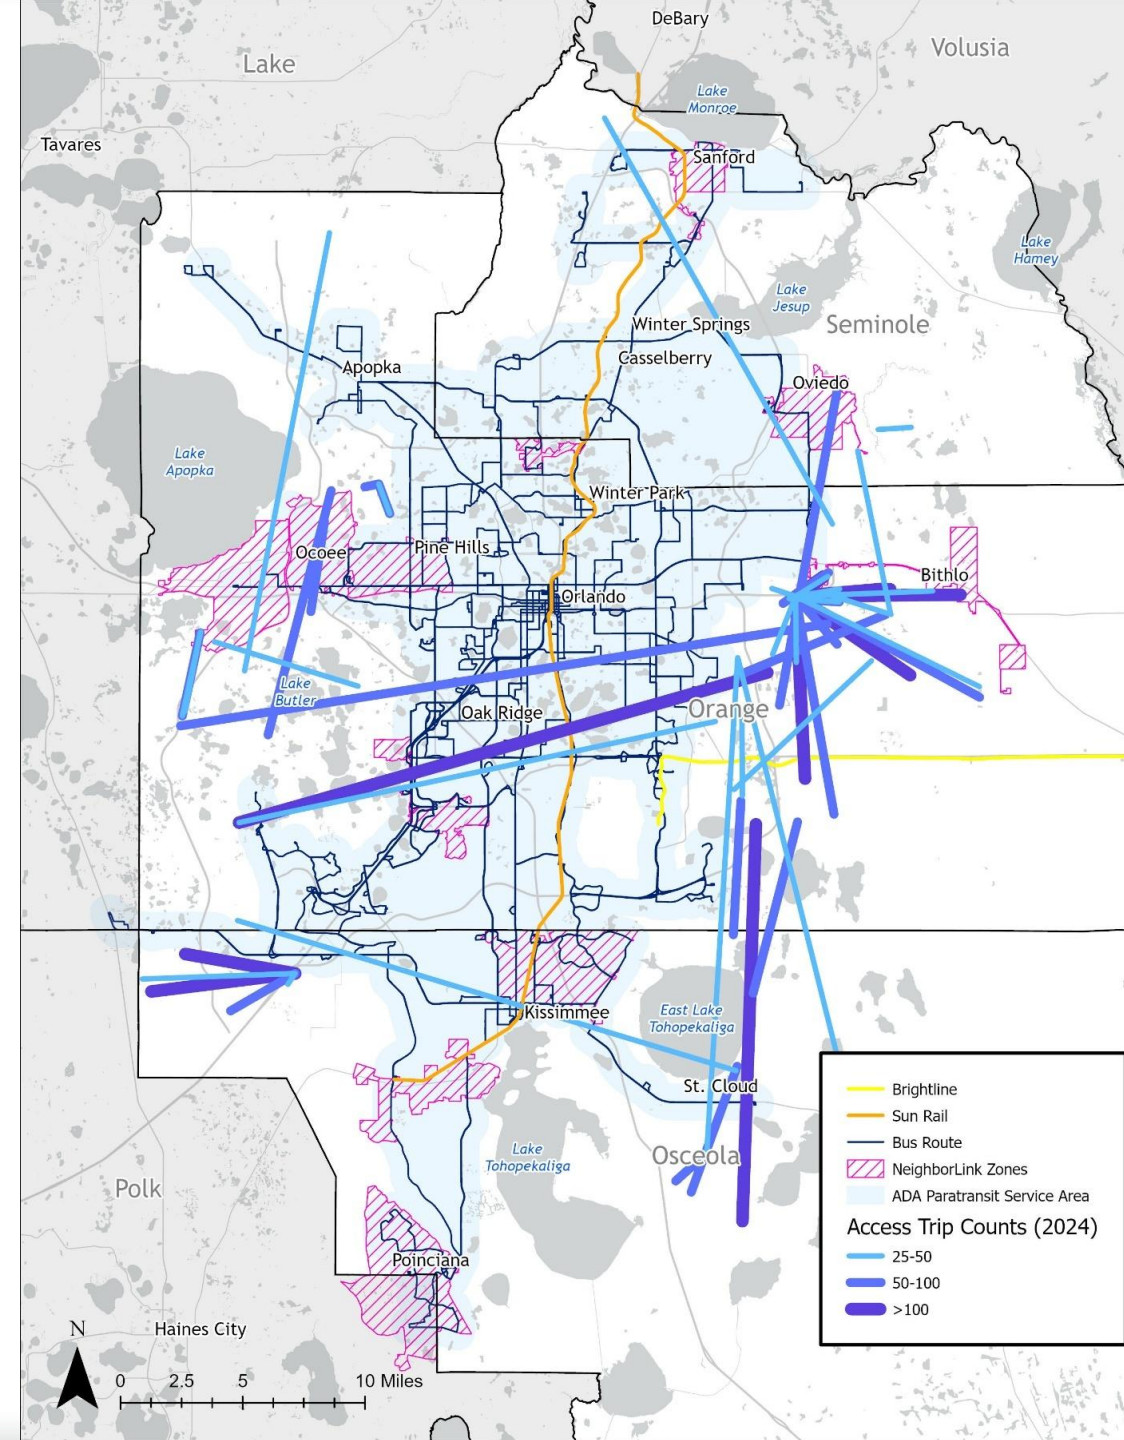 DeBary
Volusia
Lake
Lake
Monroe
Tavares
Sanford
Lake
Hamey
Lake
Jesup
Winter Springs
Seminole
Casselberry
Apopka
Oviedo
Lake
Apopka
Winter Park
Ocoee
Pine Hills
Bithlo
Orlando
Lake
Butler
Oak Ridge
Orange
Kissimmee
East Lake
Tohopekaliga
St. Cloud
Lake
Tohopekaliga
Osceola
Polk
Poinciana
Haines City
N
0 2.5 5 10 Miles
Brightline
Sun Rail
Bus Route
NeighborLink Zones
ADA Paratransit Service Area
Access Trip Counts (2024)
25-50
50-100
>100